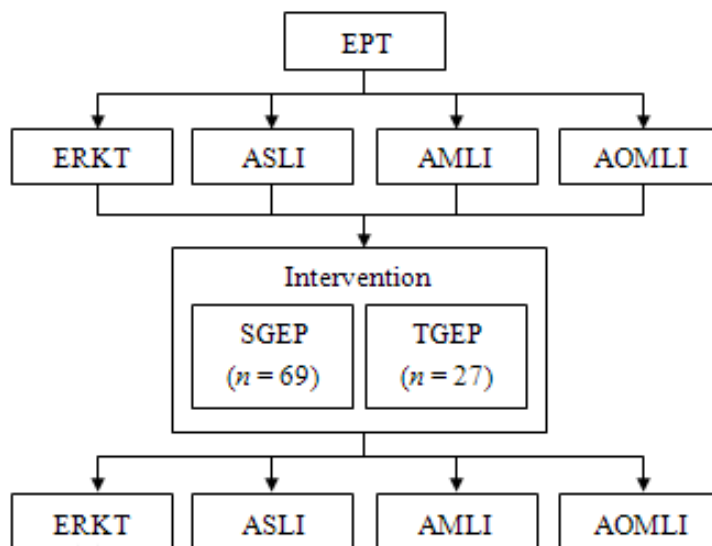 EPT
ERKT ASLI AMLI AOMLI
Intervention
SGEP TGEP
(n = 69) (n = 27)
ERKT ASLI AMLI AOMLI